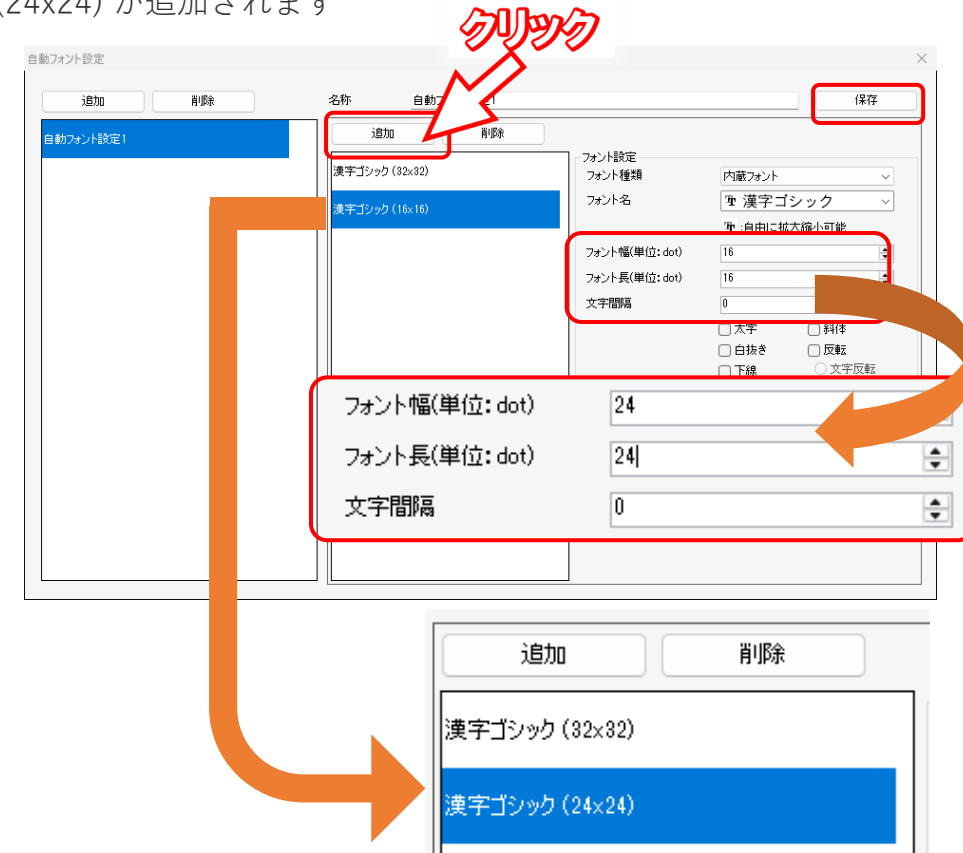 (24x24) が追加されます
クリック
自動フォント設定
追加 削除 名称 自動フ 定1 保存
自動フォント設定1
追加 削除
漢字ゴシック (32×32)
漢字ゴシック (16×16)
フォント設定
フォント種類 内蔵フォント
フォント名 漢字ゴシック
:自由に拡大縮小可能
フォント幅(単位: dot) 16
フォント長(単位: dot) 16
文字間隔 0
太字 斜体
白抜き 反転
下線 文字反転
フォント幅(単位: dot) 24
フォント長(単位: dot) 24
文字間隔 0
追加 削除
漢字ゴシック (32×32)
漢字ゴシック (24×24)